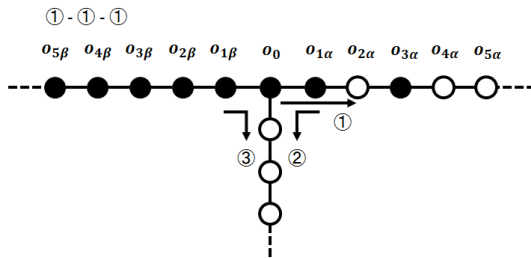 ① - ① - ①
o₅β o₄β o₃β o₂β o₁β o₀ o₁α o₂α o₃α o₄α o₅α
①
③ ②